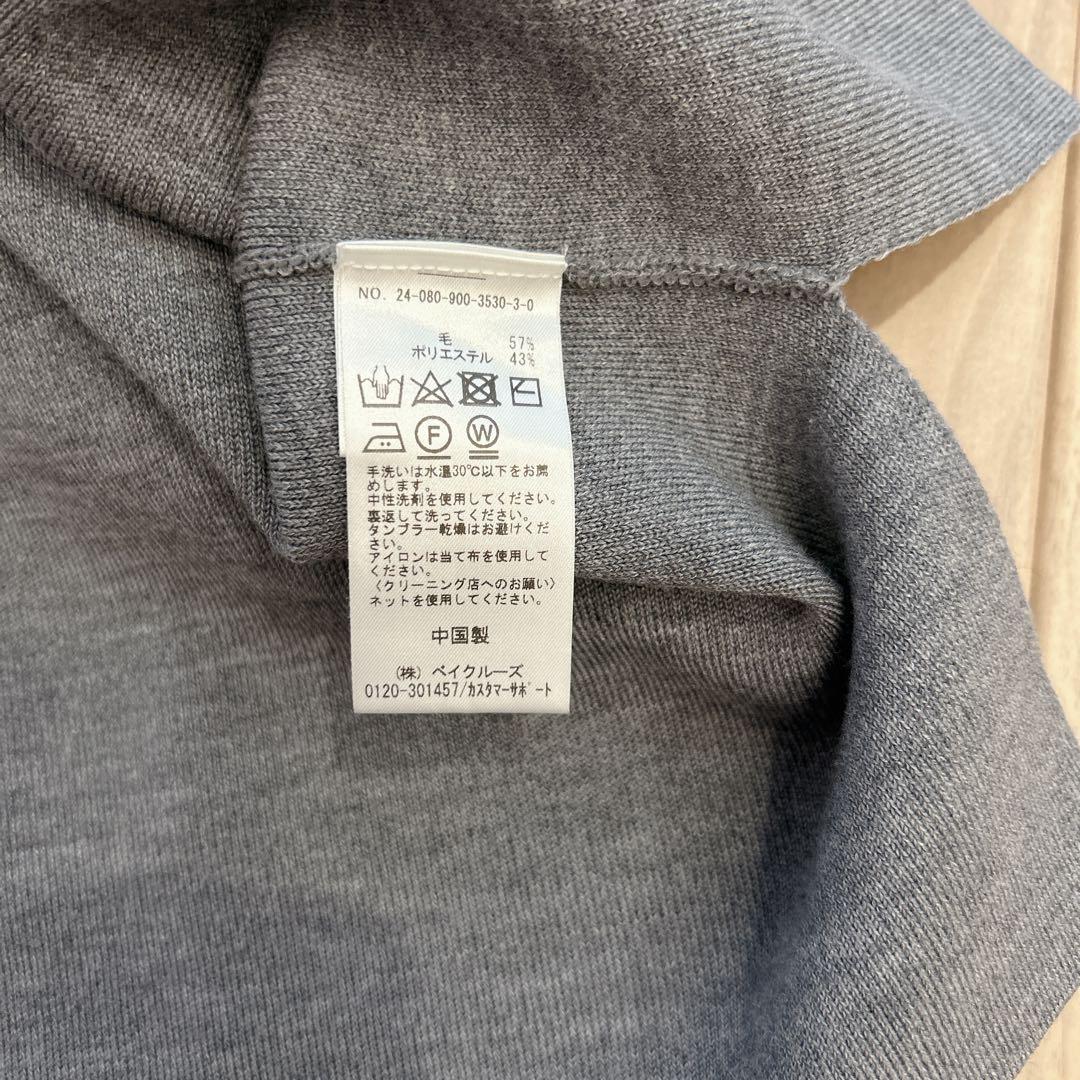 NO. 24-080-900-3530-3-0
毛 57%
ポリエステル 43%
F W
手洗いは水温30℃以下をお薦
めします。
中性洗剤を使用してください。
裏返して洗ってください。
タンブラー乾燥はお避けくだ
さい。
アイロンは当て布を使用して
ください。
〈クリーニング店へのお願い〉
ネットを使用してください。
中国製
(株) ベイクルーズ
0120-301457/カスタマーサポート